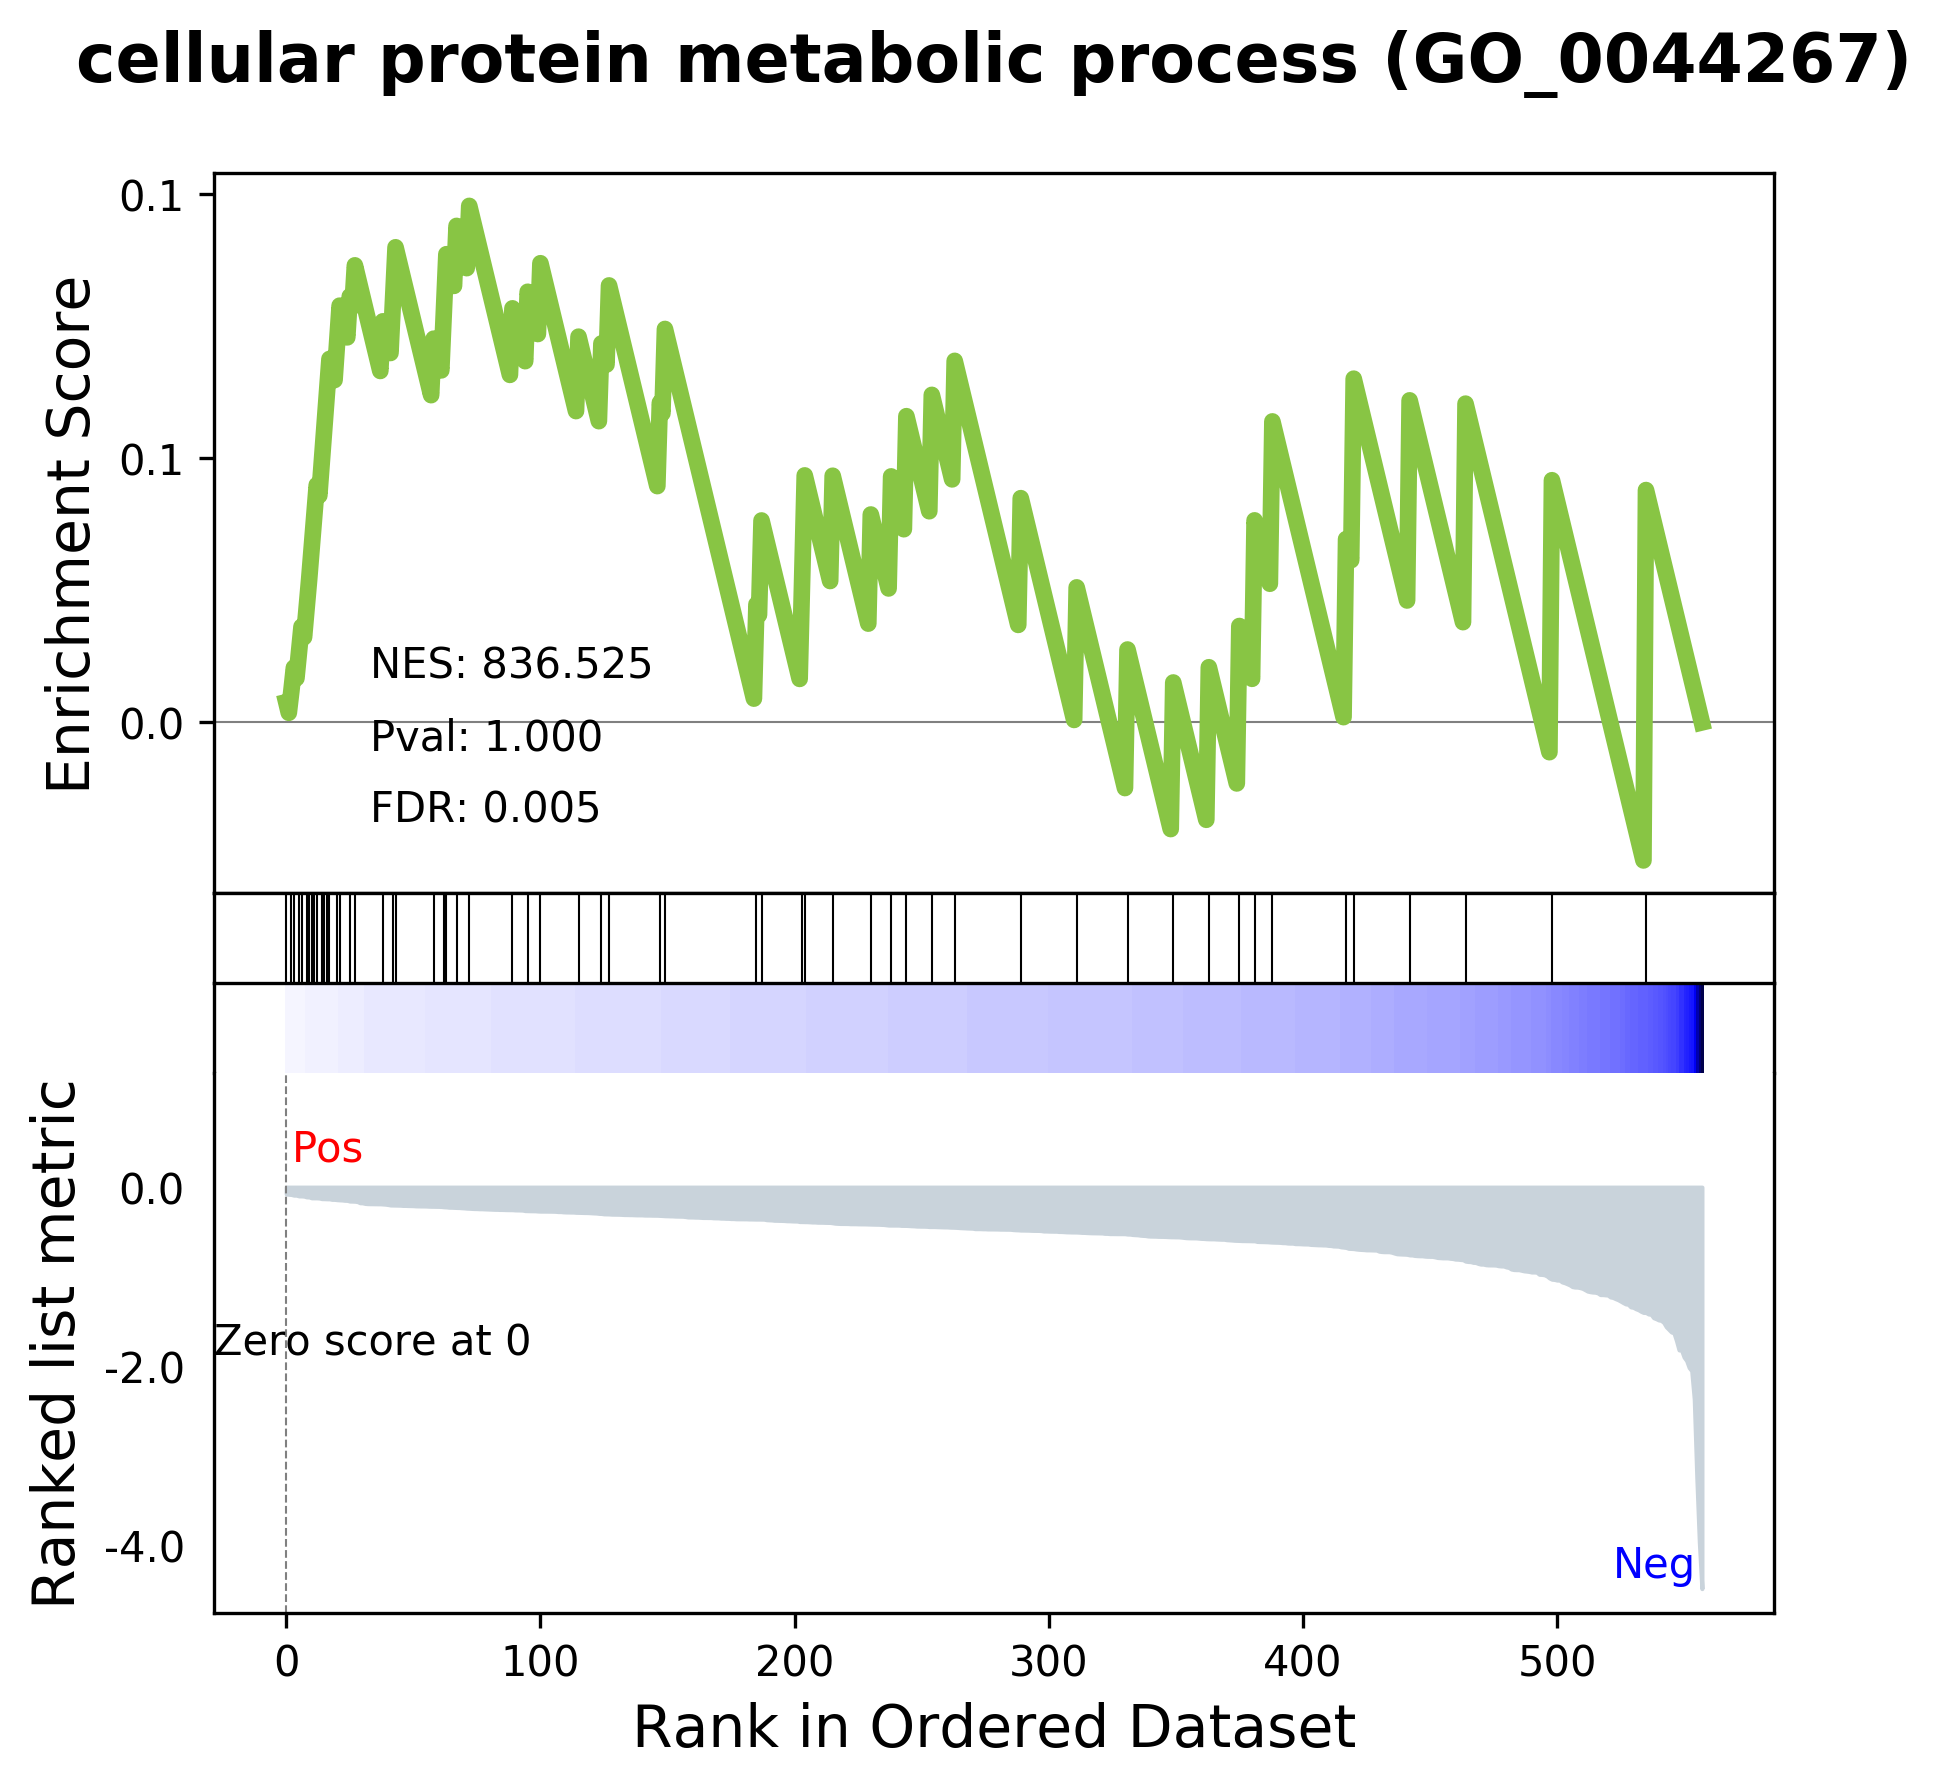 cellular protein metabolic process (GO_0044267)
Enrichment Score
0.1
0.1
0.0
NES: 836.525
Pval: 1.000
FDR: 0.005
Ranked list metric
Pos
0.0
Zero score at 0
-2.0
-4.0
Neg
0 100 200 300 400 500
Rank in Ordered Dataset